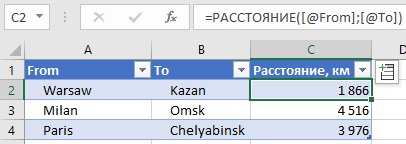 C2 fx =РАССТОЯНИЕ([@From];[@To])
A B C
1 From To Расстояние, км
2 Warsaw Kazan 1 866
3 Milan Omsk 4 516
4 Paris Chelyabinsk 3 976